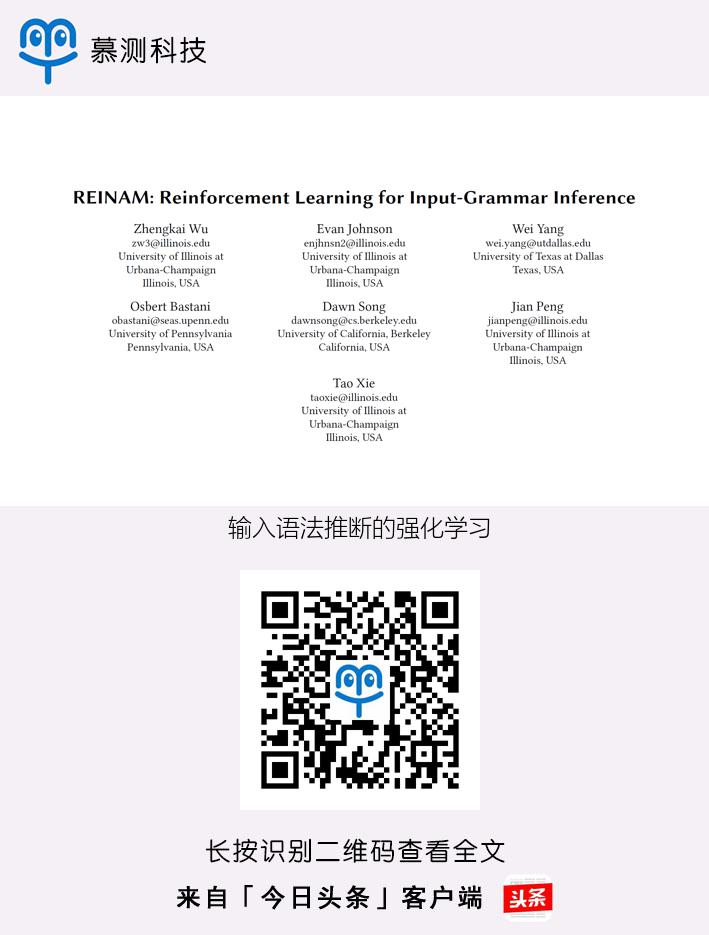 慕测科技
REINAM: Reinforcement Learning for Input-Grammar Inference
Zhengkai Wu
zw3@illinois.edu
University of Illinois at
Urbana-Champaign
Illinois, USA
Evan Johnson
enjhnsn2@illinois.edu
University of Illinois at
Urbana-Champaign
Illinois, USA
Wei Yang
wei.yang@utdallas.edu
University of Texas at Dallas
Texas, USA
Osbert Bastani
obastani@seas.upenn.edu
University of Pennsylvania
Pennsylvania, USA
Dawn Song
dawnsong@cs.berkeley.edu
University of California, Berkeley
California, USA
Jian Peng
jianpeng@illinois.edu
University of Illinois at
Urbana-Champaign
Illinois, USA
Tao Xie
taoxie@illinois.edu
University of Illinois at
Urbana-Champaign
Illinois, USA
输入语法推断的强化学习
长按识别二维码查看全文
来自「今日头条」客户端
头条